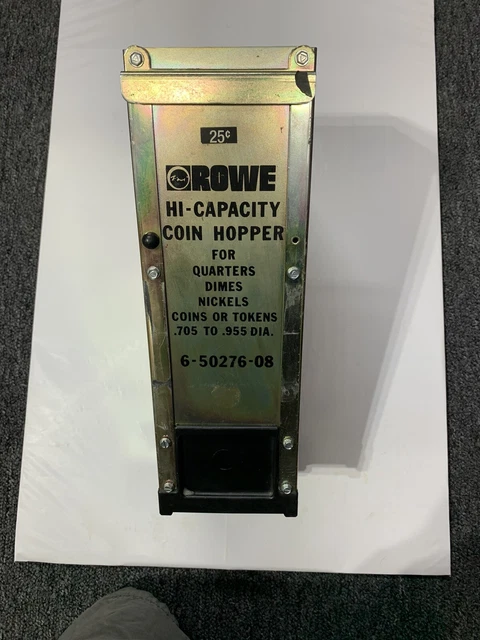 25¢
ROWE
HI-CAPACITY
COIN HOPPER
FOR
QUARTERS
DIMES
NICKELS
COINS OR TOKENS
.705 TO .955 DIA.
6-50276-08